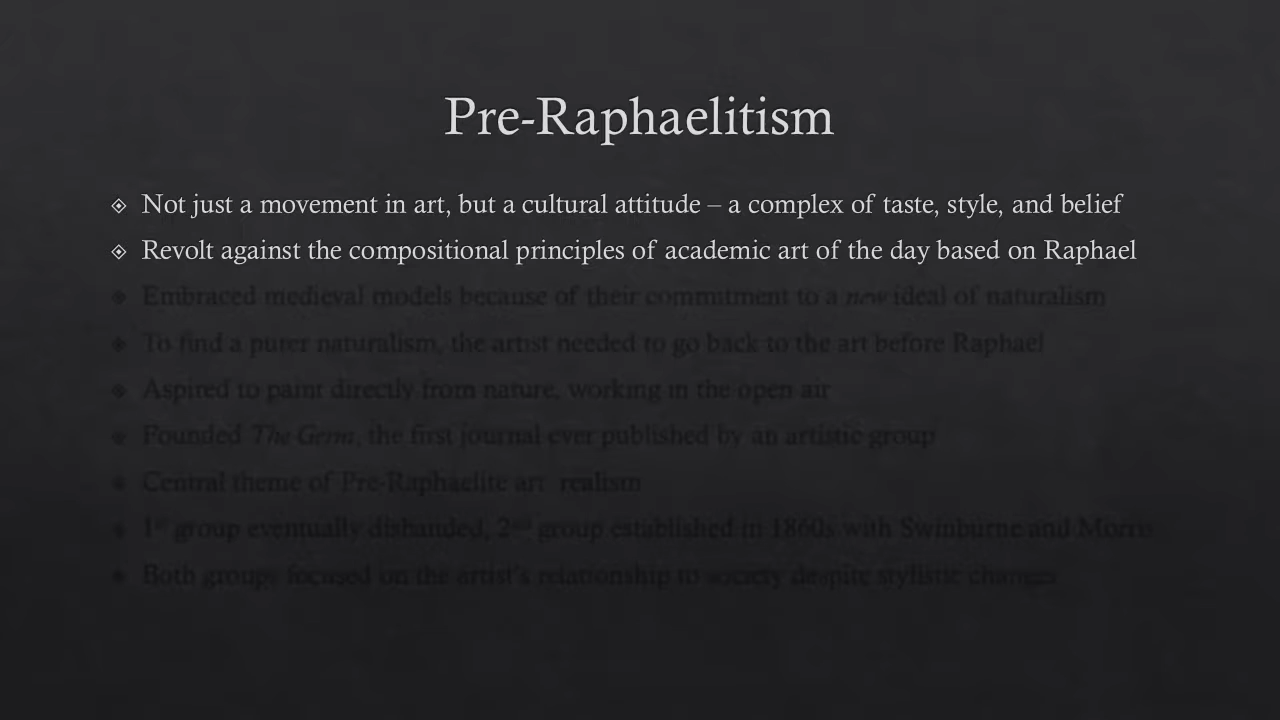 Pre-Raphaelitism
Not just a movement in art, but a cultural attitude – a complex of taste, style, and belief
Revolt against the compositional principles of academic art of the day based on Raphael
Embraced medieval models because of their commitment to a new ideal of naturalism
To find a purer naturalism, the artist needed to go back to the art before Raphael
Aspired to paint directly from nature, working in the open air
Founded The Germ, the first journal ever published by an artistic group
Central theme of Pre-Raphaelite art: realism
1st group eventually disbanded, 2nd group established in 1860s with Swinburne and Morris
Both groups focused on the artist's relationship to society despite stylistic changes